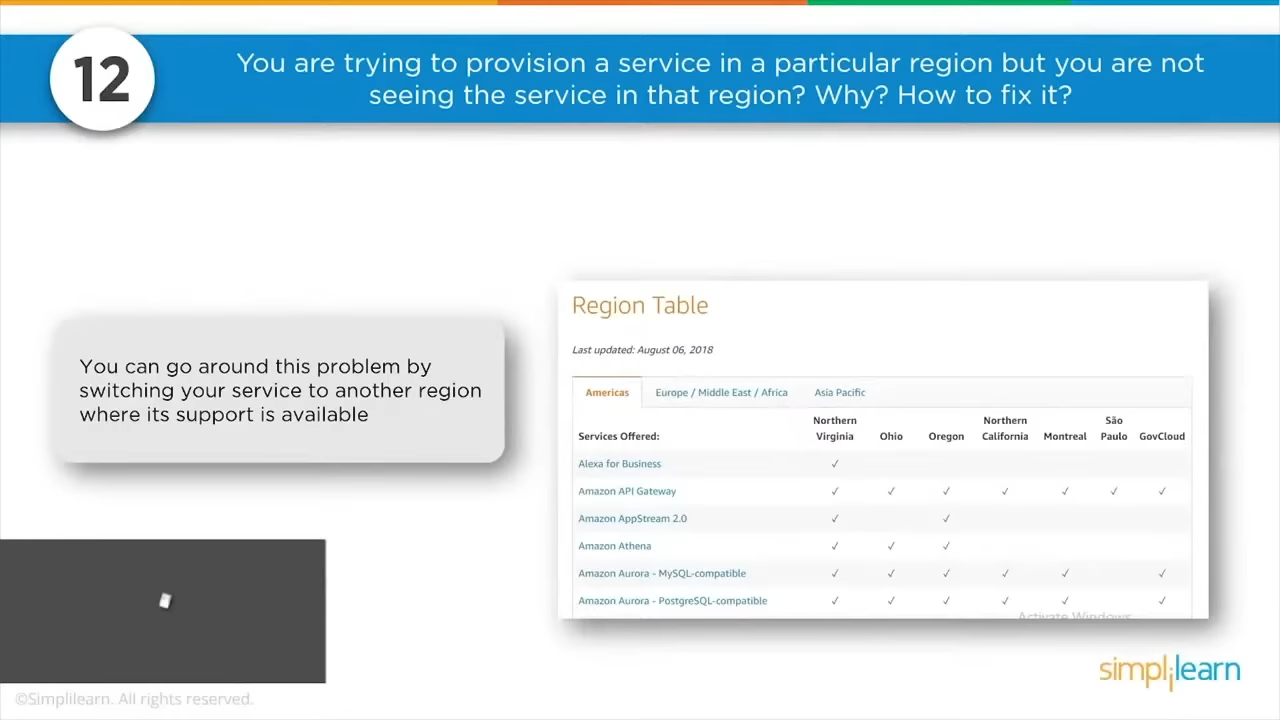 12
You are trying to provision a service in a particular region but you are not
seeing the service in that region? Why? How to fix it?
You can go around this problem by
switching your service to another region
where its support is available
Region Table
Last updated: August 06, 2018
Americas Europe / Middle East / Africa Asia Pacific
Services Offered: Northern Virginia Ohio Oregon Northern California Montreal São Paulo GovCloud
Alexa for Business ✓
Amazon API Gateway ✓ ✓ ✓ ✓ ✓ ✓ ✓
Amazon AppStream 2.0 ✓ ✓
Amazon Athena ✓ ✓ ✓
Amazon Aurora - MySQL-compatible ✓ ✓ ✓ ✓ ✓ ✓
Amazon Aurora - PostgreSQL-compatible ✓ ✓ ✓ ✓ ✓ ✓
Activate Windows
simplilearn
©Simplilearn. All rights reserved.